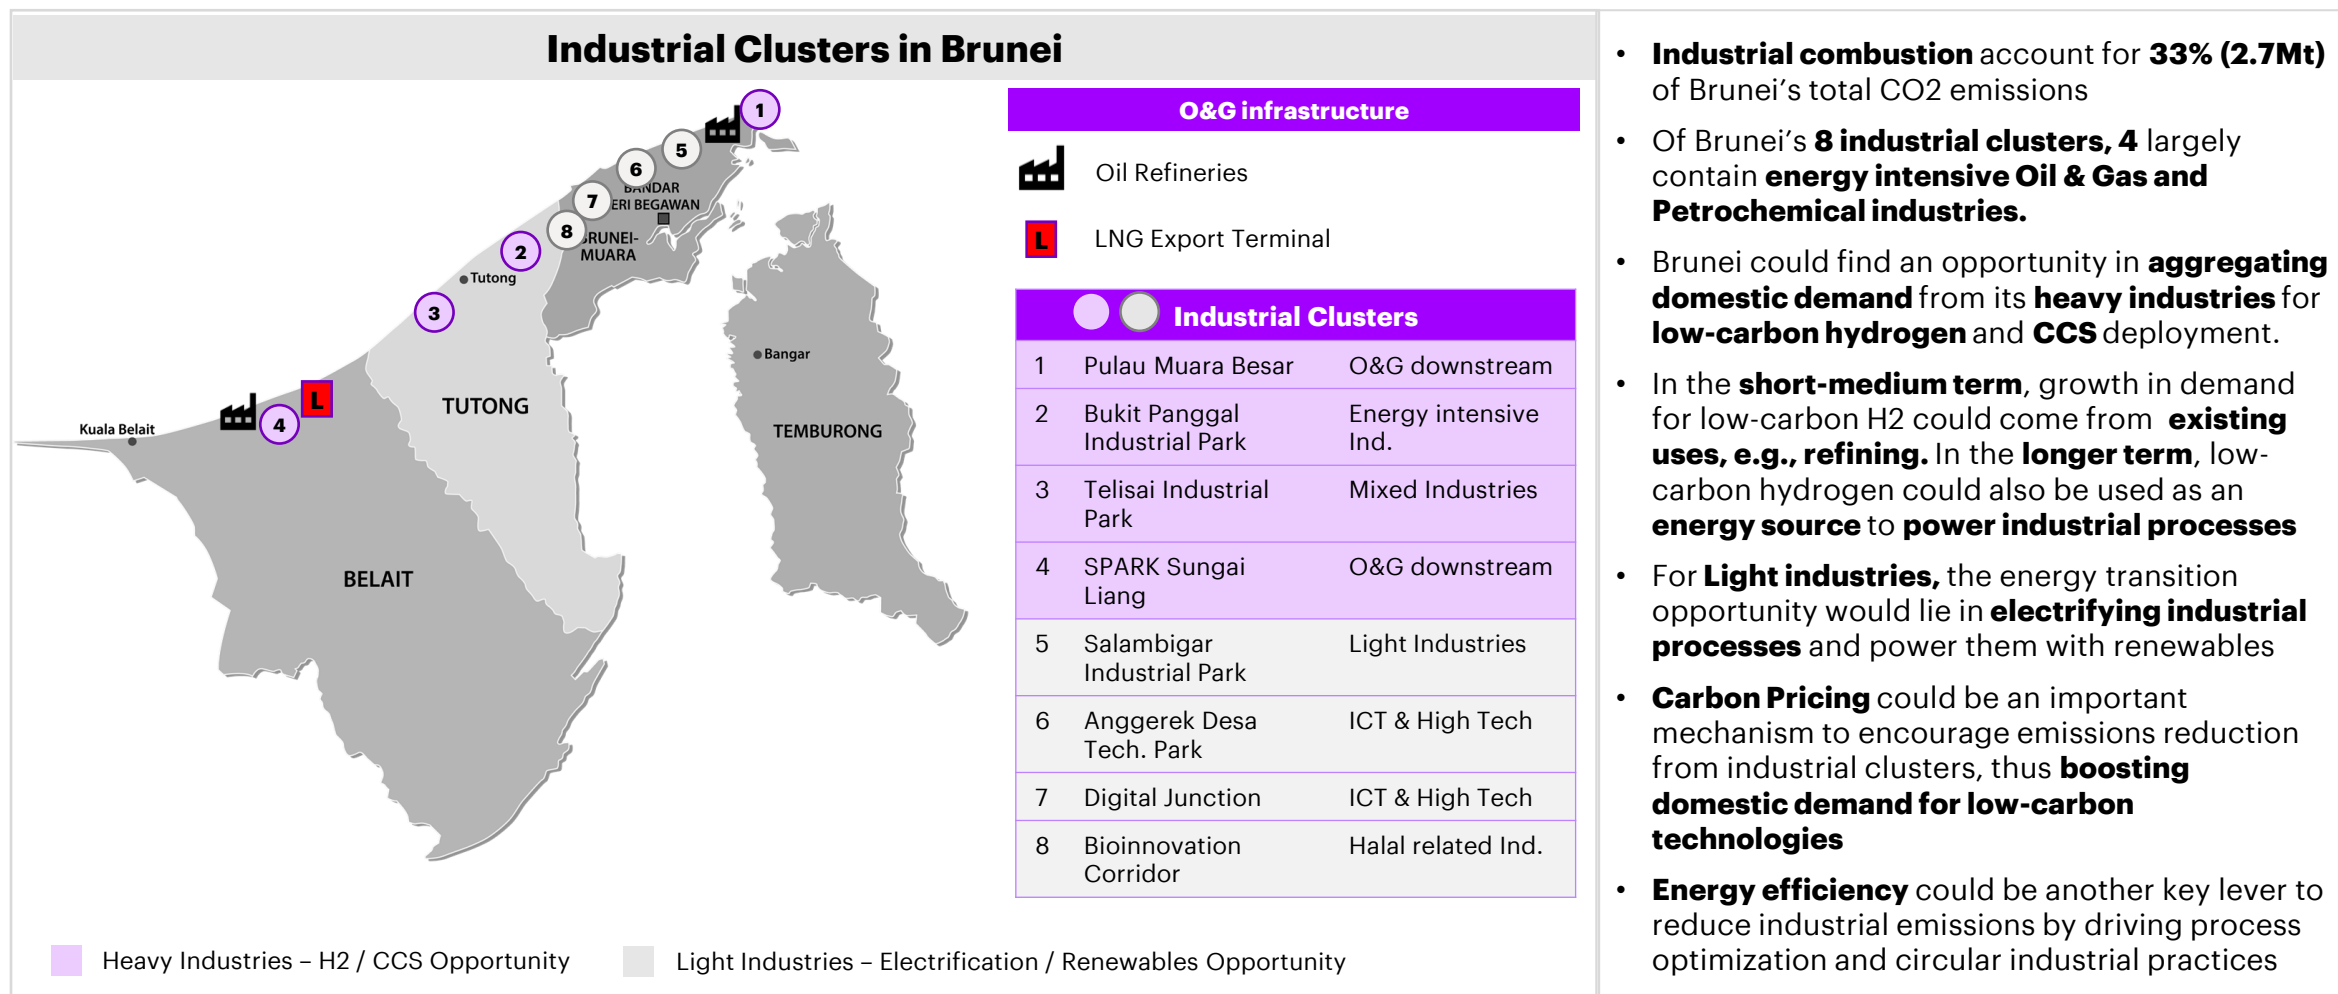 Industrial Clusters in Brunei
1
5
6
BANDAR
ERI BEGAWAN
7
8
BRUNEI-
MUARA
2
Tutong
3
Bangar
L
4
TUTONG
Kuala Belait
TEMBURONG
BELAIT
O&G infrastructure
Oil Refineries
L LNG Export Terminal
Industrial Clusters
1 Pulau Muara Besar O&G downstream
2 Bukit Panggal Energy intensive
Industrial Park Ind.
3 Telisai Industrial Mixed Industries
Park
4 SPARK Sungai O&G downstream
Liang
5 Salambigar Light Industries
Industrial Park
6 Anggerek Desa ICT & High Tech
Tech. Park
7 Digital Junction ICT & High Tech
8 Bioinnovation Halal related Ind.
Corridor
Heavy Industries – H2 / CCS Opportunity
Light Industries – Electrification / Renewables Opportunity
• Industrial combustion account for 33% (2.7Mt)
of Brunei's total CO2 emissions
• Of Brunei's 8 industrial clusters, 4 largely
contain energy intensive Oil & Gas and
Petrochemical industries.
• Brunei could find an opportunity in aggregating
domestic demand from its heavy industries for
low-carbon hydrogen and CCS deployment.
• In the short-medium term, growth in demand
for low-carbon H2 could come from existing
uses, e.g., refining. In the longer term, low-
carbon hydrogen could also be used as an
energy source to power industrial processes
• For Light industries, the energy transition
opportunity would lie in electrifying industrial
processes and power them with renewables
• Carbon Pricing could be an important
mechanism to encourage emissions reduction
from industrial clusters, thus boosting
domestic demand for low-carbon
technologies
• Energy efficiency could be another key lever to
reduce industrial emissions by driving process
optimization and circular industrial practices